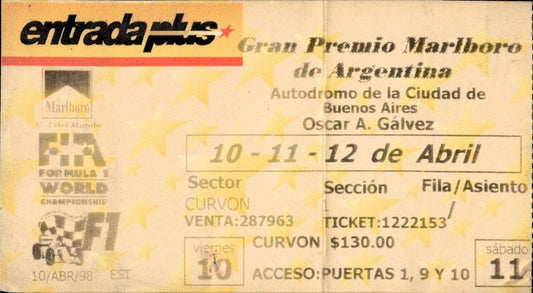 entrada plus
Gran Premio Marlboro
de Argentina
Autodromo de la Ciudad de
Buenos Aires
Oscar A. Gálvez
Marlboro
FIA
FORMULA 1
WORLD
CHAMPIONSHIP
F1
10 - 11 - 12 de Abril
Sector
Sección
Fila/Asiento
CURVON
1
/
VENTA:287963
TICKET:1222153
CURVON $130.00
10/ABR/98
EST
viernes
10
ACCESO:PUERTAS 1, 9 Y 10
sábado
11